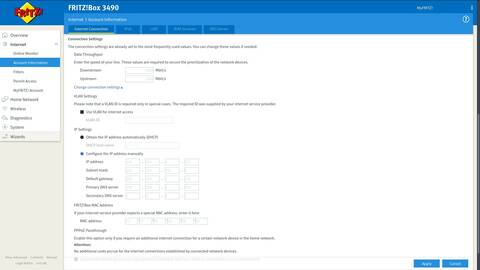 FRITZ!
FRITZ!Box 3490
MyFRITZ!
Internet > Account Information
Internet Connection
IPv6
LISP
DNS Server
Overview
Internet
Online Monitor
Account Information
Filters
Permit Access
MyFRITZ! Account
Home Network
Wireless
Diagnostics
System
Wizards
Connection Settings
The connection settings are already set to the most frequently used values. You can change these values if needed.
Data Throughput
Enter the speed of your line. These values are required to secure the prioritization of the network devices.
Downstream
Mbit/s
Upstream
Mbit/s
Change connection settings
VLAN Settings
Please note that a VLAN ID is required only in special cases. The required ID was supplied by your internet service provider.
Use VLAN for internet access
VLAN ID
IP Settings
Obtain the IP address automatically (DHCP)
DHCP host name
Configure the IP address manually
IP address
Subnet mask
Default gateway
Primary DNS server
Secondary DNS server
FRITZ!Box MAC Address
If your internet service provider expects a special MAC address, enter it here
MAC address
PPPoE Passthrough
Enable this option only if you require an additional internet connection for a certain network device in the home network.
Attention:
No additional costs accrue for the internet connections established by connected network devices.
Apply
Cancel